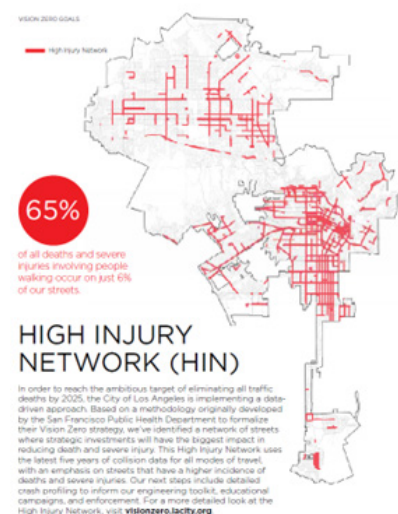 VISION ZERO GOALS
High Injury Network
65%
of all deaths and severe
injuries involving people
walking occur on just 6%
of our streets.
HIGH INJURY
NETWORK (HIN)
In order to reach the ambitious target of eliminating all traffic
deaths by 2025, the City of Los Angeles is implementing a data-
driven approach. Based on a methodology originally developed
by the San Francisco Public Health Department to formalize
their Vision Zero strategy, we've identified a network of streets
where strategic investments will have the biggest impact in
reducing death and severe injury. This High Injury Network uses
the latest five years of collision data for all modes of travel,
with an emphasis on streets that have a higher incidence of
deaths and severe injuries. Our next steps include detailed
crash profiling to inform our engineering toolkit, educational
campaigns, and enforcement. For a more detailed look at the
High Injury Network, visit visionzero.lacity.org